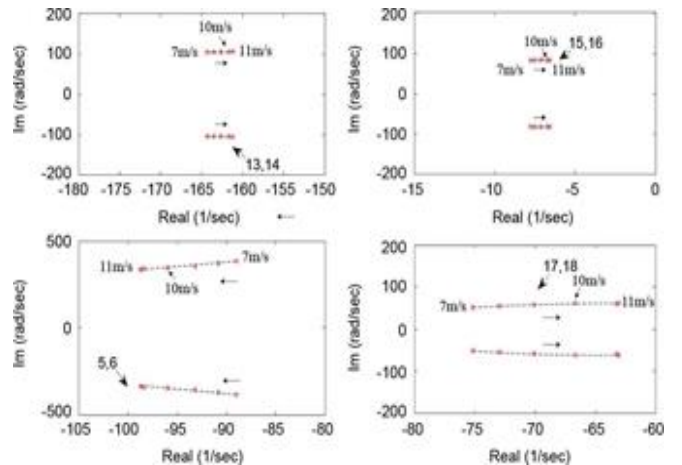 Im (rad/sec)
200
100
0
-100
-200
10m/s
7m/s
11m/s
13,14
-180
-175
-170
-165
-160
-155
-150
Real (1/sec)
Im (rad/sec)
200
100
0
-100
-200
10m/s
15,16
7m/s
11m/s
-15
-10
-5
0
Real (1/sec)
Im (rad/sec)
500
0
-500
11m/s
7m/s
10m/s
5,6
-105
-100
-95
-90
-85
-80
Real (1/sec)
Im (rad/sec)
200
100
0
-100
-200
17,18
10m/s
7m/s
11m/s
-80
-75
-70
-65
-60
Real (1/sec)